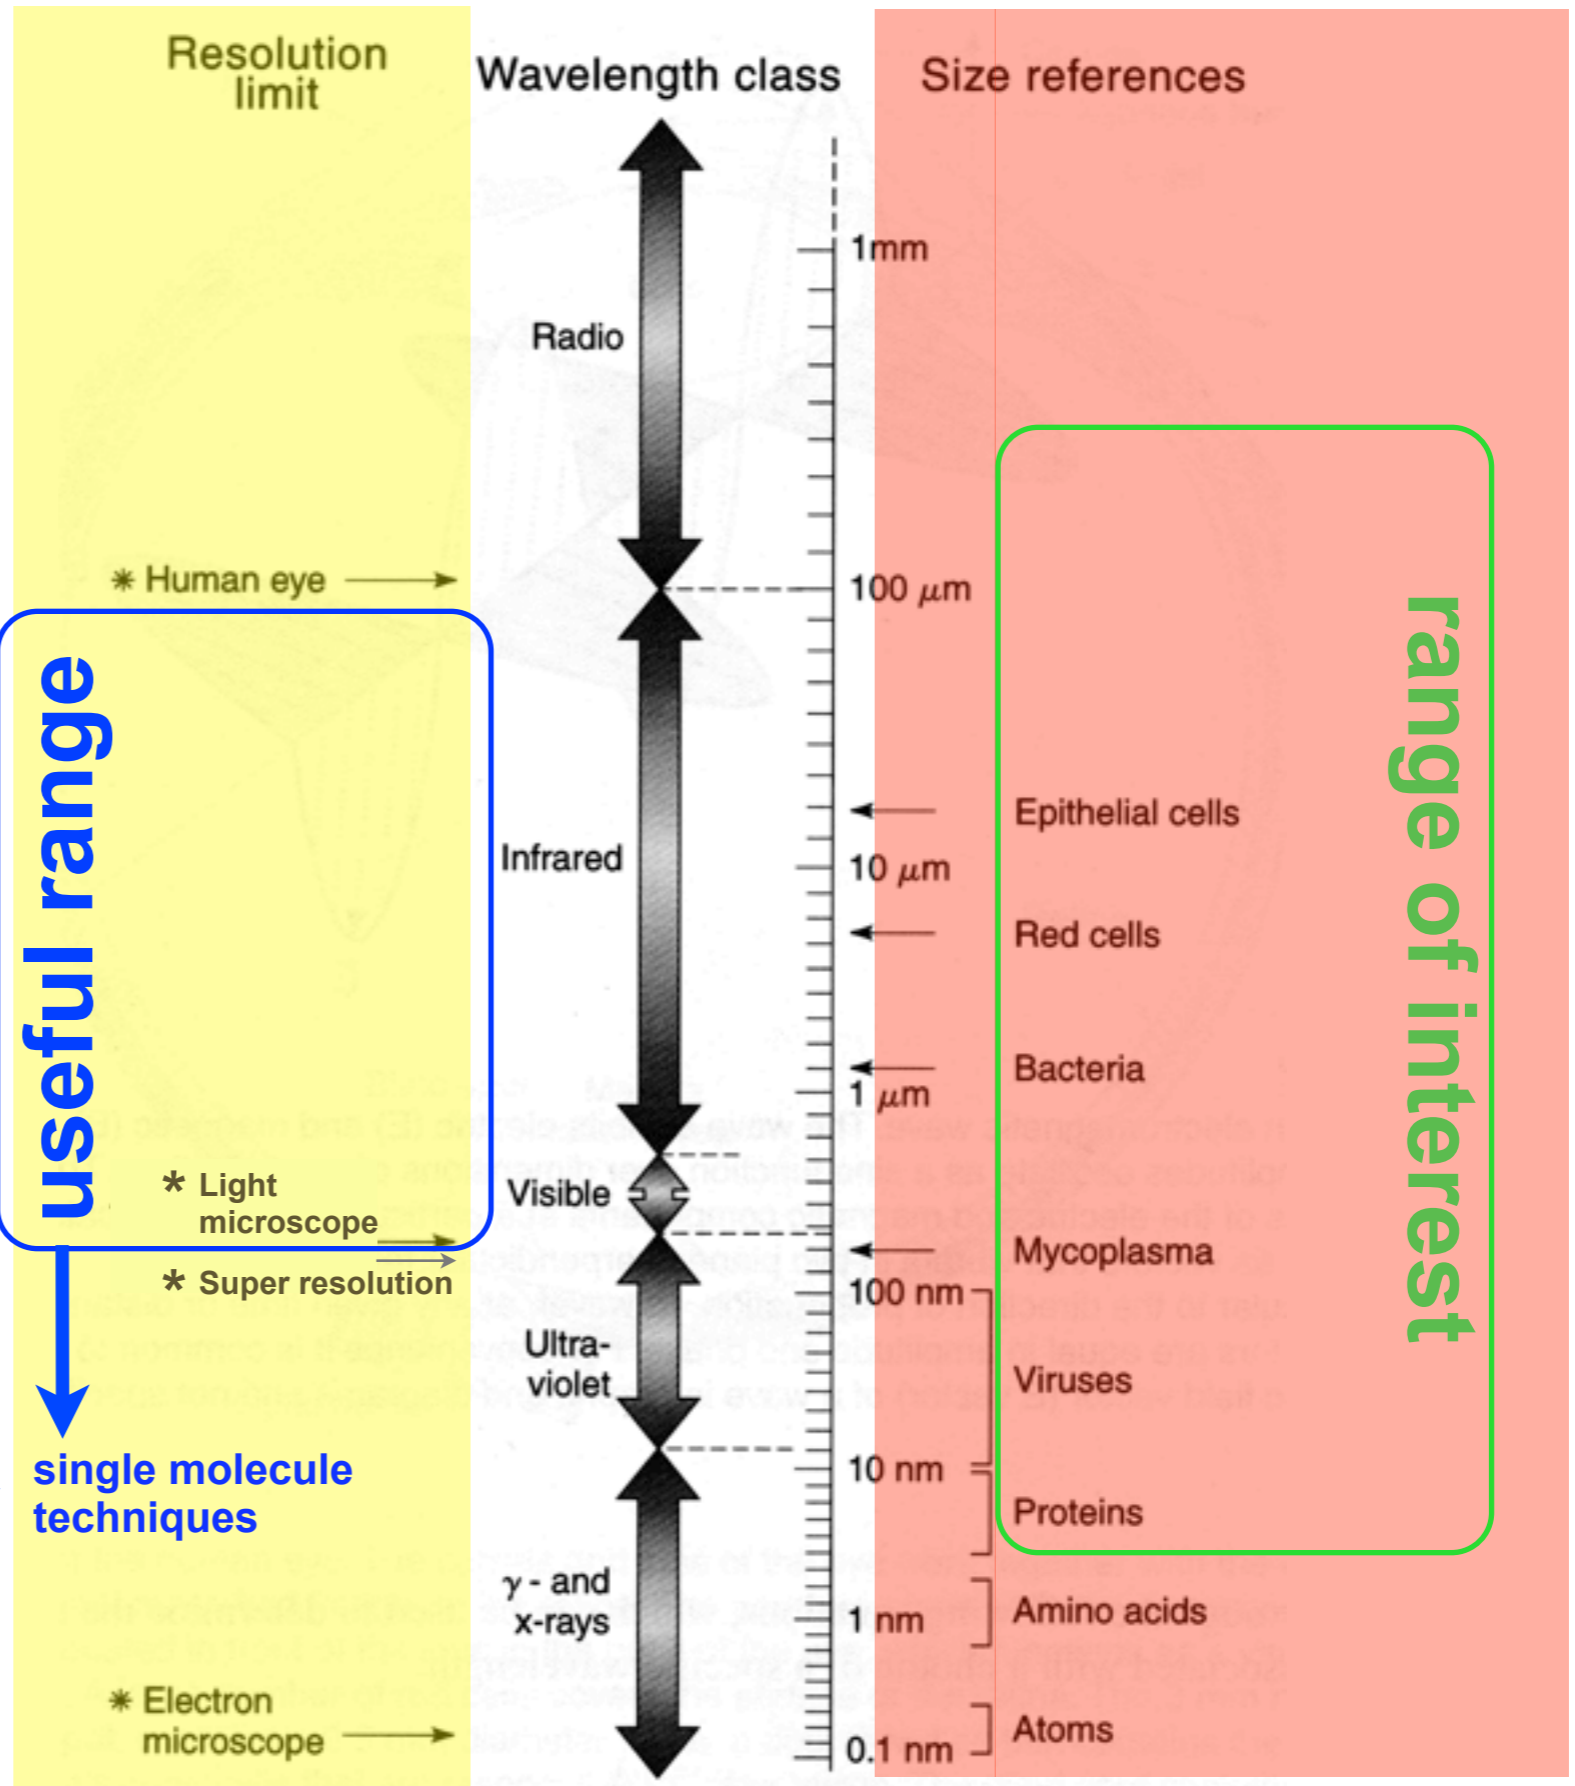 Resolution
limit
Wavelength class
Size references
1mm
Radio
* Human eye
100 μm
useful range
range of interest
Epithelial cells
Infrared
10 μm
Red cells
Bacteria
1 μm
* Light
microscope
Visible
Mycoplasma
* Super resolution
100 nm
Ultra-
violet
Viruses
single molecule
techniques
10 nm
Proteins
γ - and
x-rays
1 nm
Amino acids
* Electron
microscope
Atoms
0.1 nm